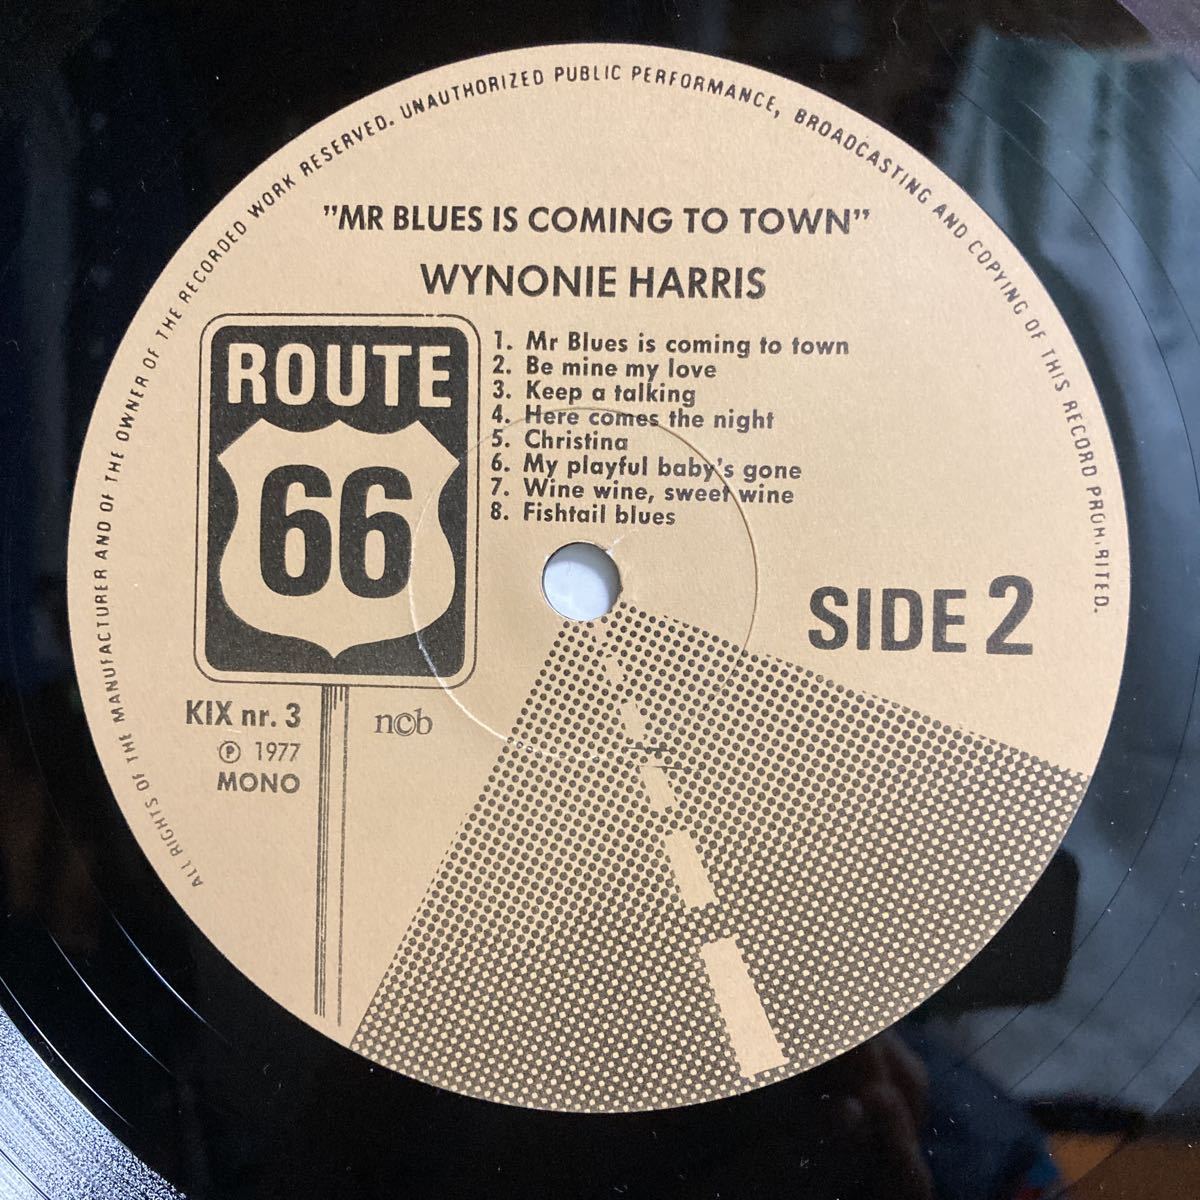 ALL RIGHTS OF THE MANUFACTURER AND OF THE OWNER OF THE RECORDED WORK RESERVED. UNAUTHORIZED PUBLIC PERFORMANCE, BROADCASTING AND COPYING OF THIS RECORD PROHIBITED.
"MR BLUES IS COMING TO TOWN"
WYNONIE HARRIS
1. Mr Blues is coming to town
2. Be mine my love
3. Keep a talking
4. Here comes the night
5. Christina
6. My playful baby's gone
7. Wine wine, sweet wine
8. Fishtail blues
ROUTE
66
SIDE 2
KIX nr. 3
ncb
℗ 1977
MONO